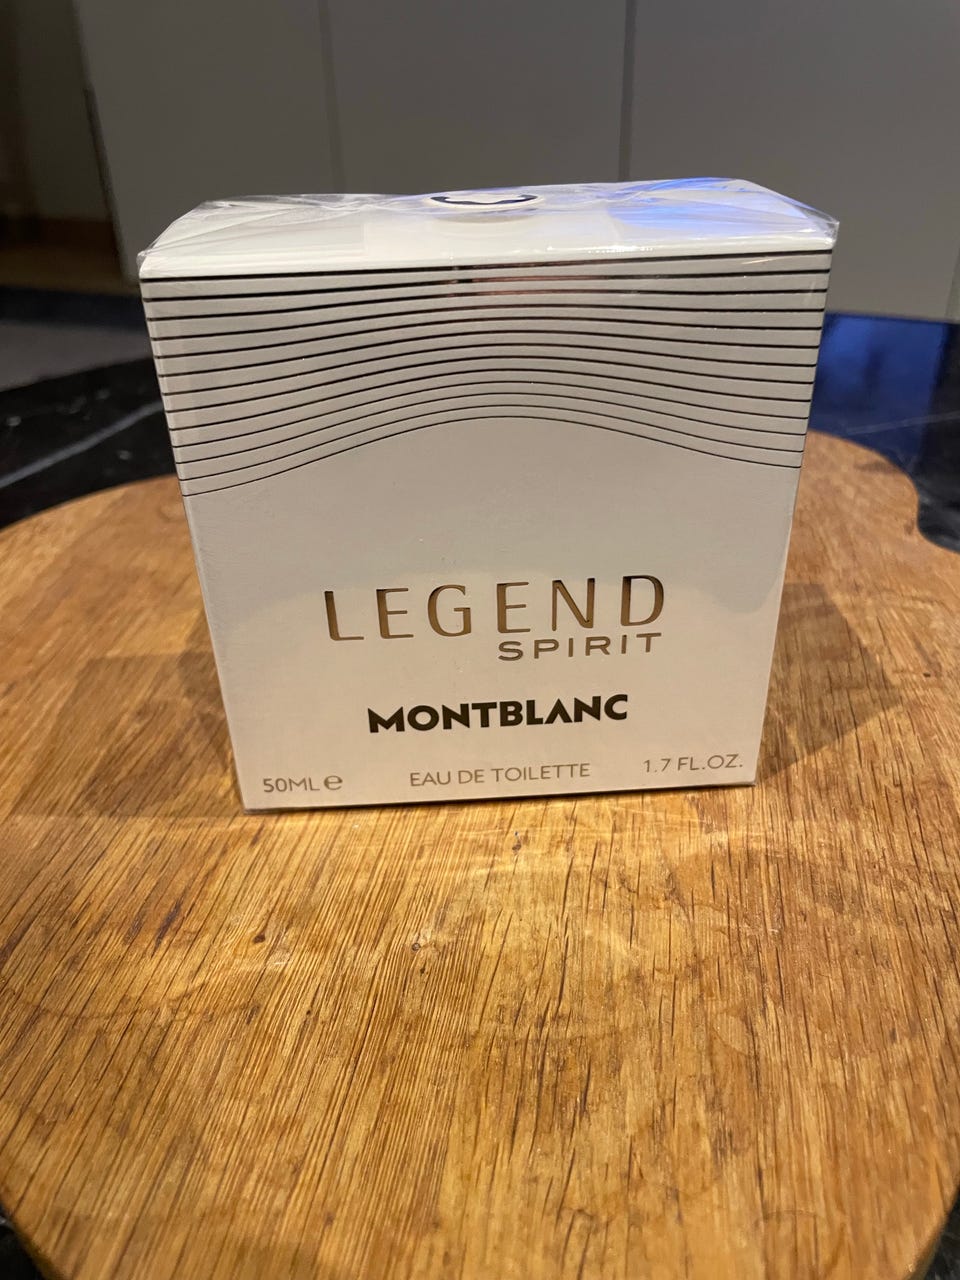 LEGEND
SPIRIT
MONTBLANC
50ML ℮ EAU DE TOILETTE 1.7 FL.OZ.